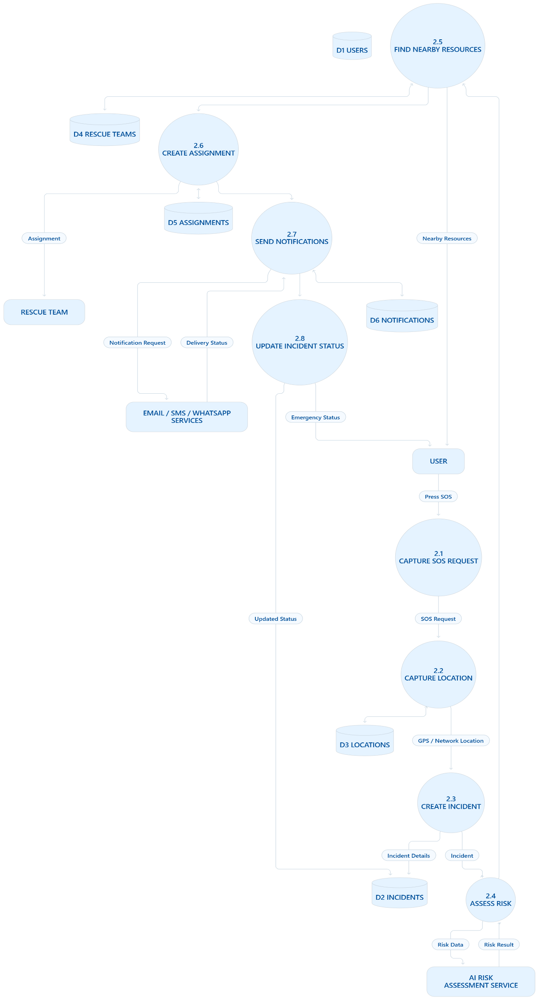 2.5
FIND NEARBY RESOURCES
D1 USERS
D4 RESCUE TEAMS
2.6
CREATE ASSIGNMENT
D5 ASSIGNMENTS
2.7
SEND NOTIFICATIONS
Assignment
Nearby Resources
RESCUE TEAM
D6 NOTIFICATIONS
Notification Request
Delivery Status
2.8
UPDATE INCIDENT STATUS
EMAIL / SMS / WHATSAPP
SERVICES
Emergency Status
USER
Press SOS
2.1
CAPTURE SOS REQUEST
Updated Status
SOS Request
2.2
CAPTURE LOCATION
D3 LOCATIONS
GPS / Network Location
2.3
CREATE INCIDENT
Incident Details
Incident
D2 INCIDENTS
2.4
ASSESS RISK
Risk Data
Risk Result
AI RISK
ASSESSMENT SERVICE